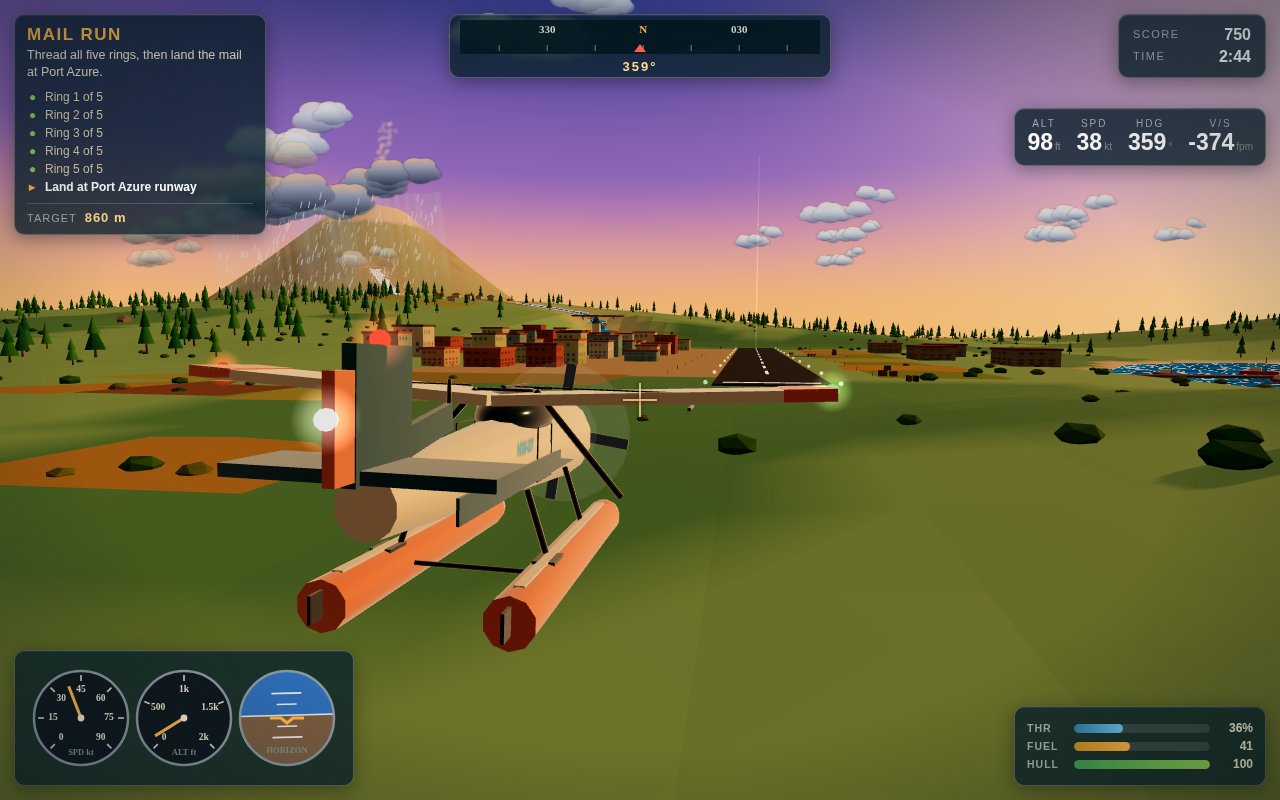 MAIL RUN
Thread all five rings, then land the mail
at Port Azure.
● Ring 1 of 5
● Ring 2 of 5
● Ring 3 of 5
● Ring 4 of 5
● Ring 5 of 5
► Land at Port Azure runway
TARGET 860 m
330 N 030
359°
SCORE 750
TIME 2:44
ALT SPD HDG V/S
98 ft 38 kt 359 ° -374 fpm
0 15 30 45 60 75 90
SPD kt
0 500 1k 1.5k 2k
ALT ft
HORIZON
THR 36%
FUEL 41
HULL 100